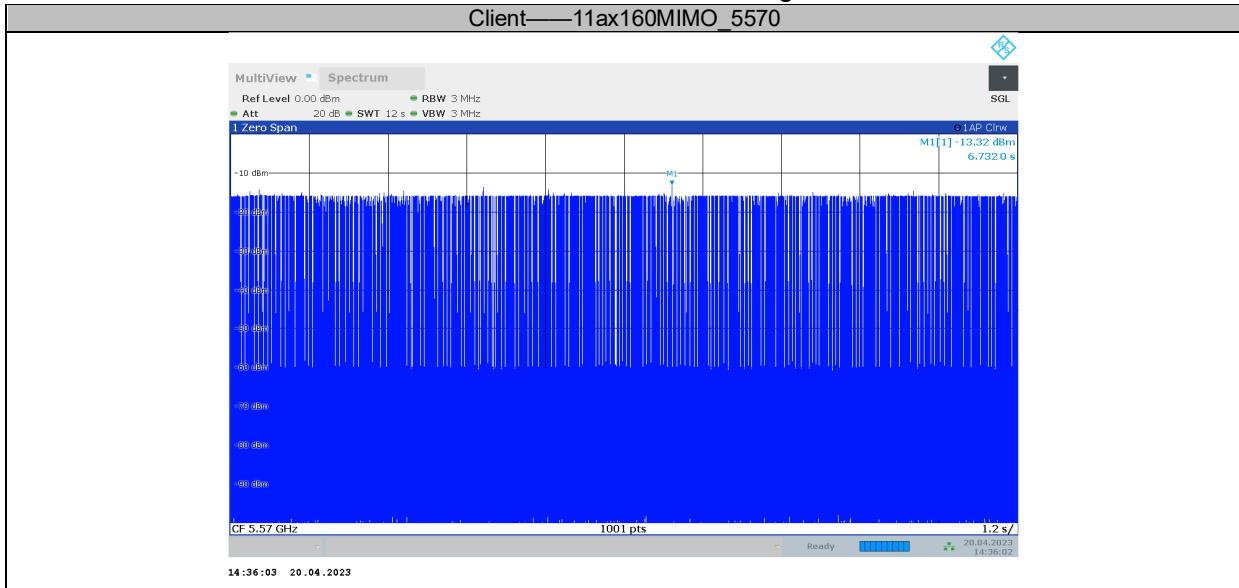 Client——11ax160MIMO_5570
MultiView Spectrum
Ref Level 0.00 dBm RBW 3 MHz SGL
Att 20 dB SWT 12 s VBW 3 MHz
1 Zero Span 1AP Clrw
M1[1] -13.32 dBm
6.7320 s
-10 dBm
M1
-20 dBm
-30 dBm
-40 dBm
-50 dBm
-60 dBm
-70 dBm
-80 dBm
-90 dBm
CF 5.57 GHz 1001 pts 1.2 s/
Ready 20.04.2023
14:36:02
14:36:03 20.04.2023